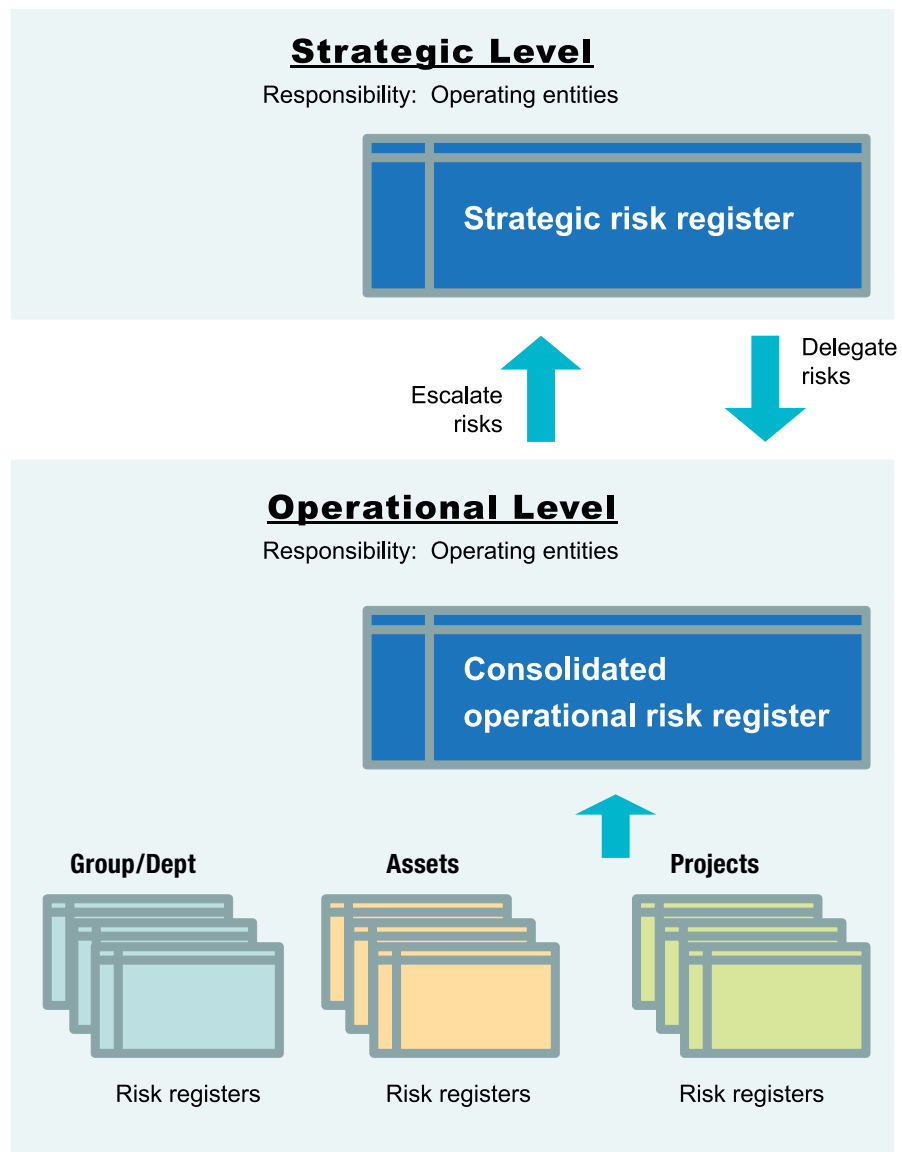 Strategic Level
Responsibility: Operating entities
Strategic risk register
Escalate
risks
Delegate
risks
Operational Level
Responsibility: Operating entities
Consolidated
operational risk register
Group/Dept
Assets
Projects
Risk registers
Risk registers
Risk registers